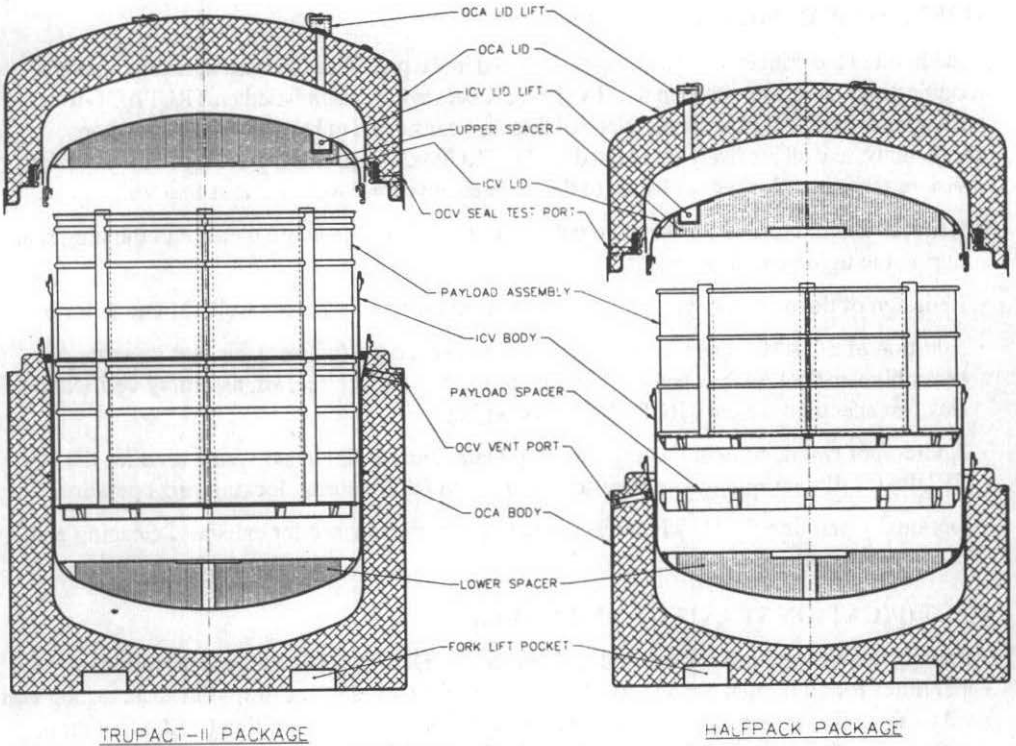 OCA LID LIFT
OCA LID
ICV LID LIFT
UPPER SPACER
ICV LID
OCV SEAL TEST PORT
PAYLOAD ASSEMBLY
ICV BODY
PAYLOAD SPACER
OCV VENT PORT
OCA BODY
LOWER SPACER
FORK LIFT POCKET
TRUPACT-II PACKAGE
HALFPACK PACKAGE